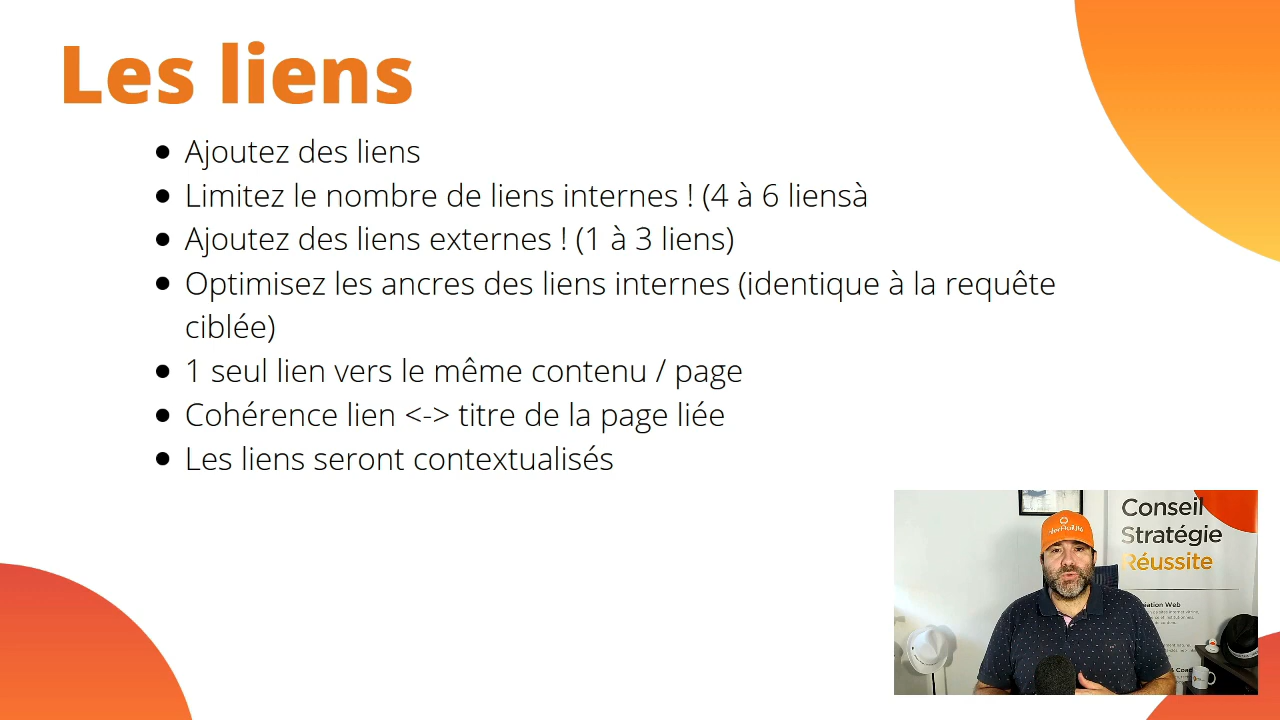 Les liens
Ajoutez des liens
Limitez le nombre de liens internes ! (4 à 6 liensà
Ajoutez des liens externes ! (1 à 3 liens)
Optimisez les ancres des liens internes (identique à la requête
ciblée)
1 seul lien vers le même contenu / page
Cohérence lien <-> titre de la page liée
Les liens seront contextualisés
Conseil
Stratégie
Réussite